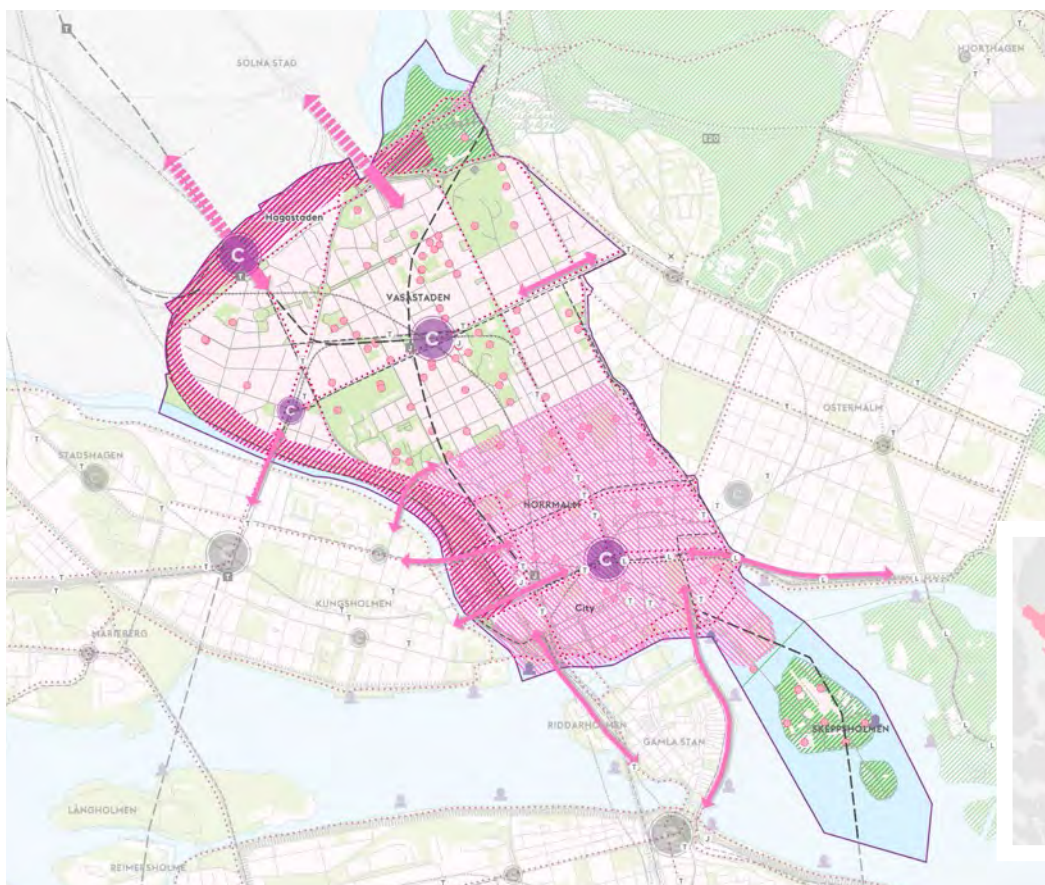 SOLNA STAD
HJORTHAGEN
E20
Hagastaden
C
VASASTADEN
C
C
ÖSTERMALM
STADSHAGEN
NORRMALM
C
City
KUNGSHOLMEN
MARIEBERG
RIDDARHOLMEN
GAMLA STAN
SKEPPSHOLMEN
LÅNGHOLMEN
REIMERSHOLME